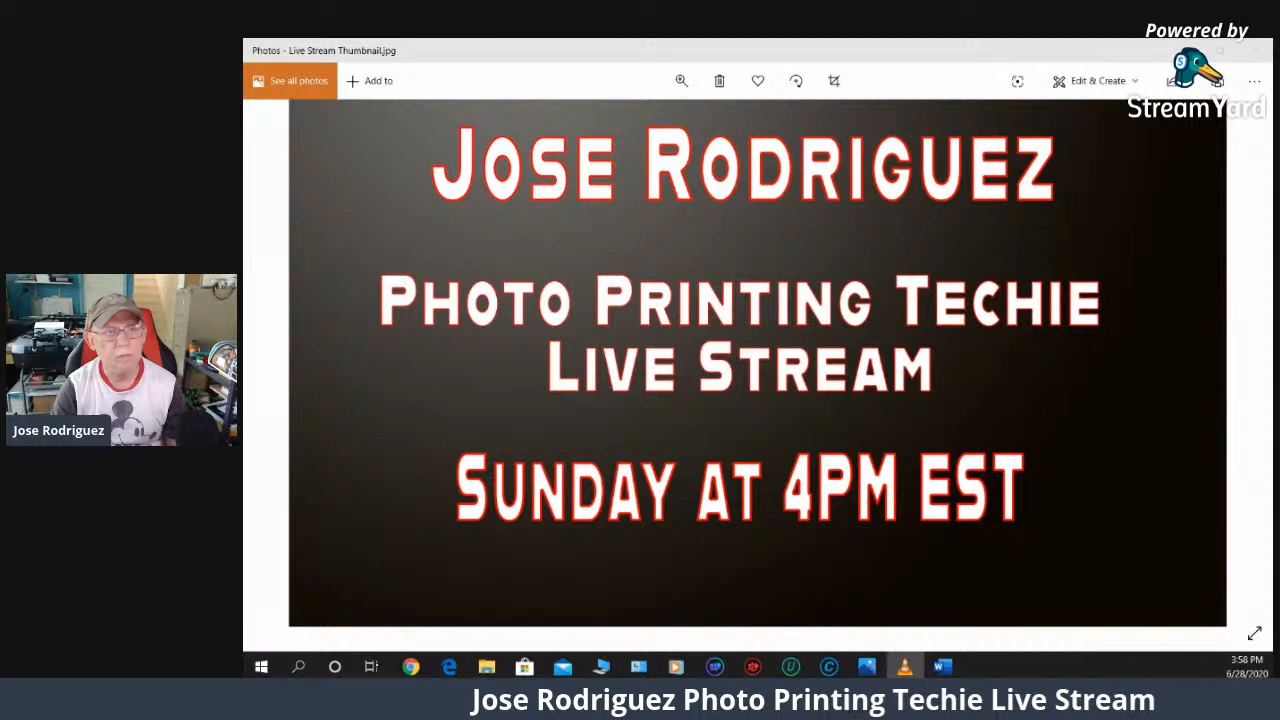 Powered by
StreamYard
Photos - Live Stream Thumbnail.jpg
See all photos
Add to
Edit & Create
Jose Rodriguez
Photo Printing Techie
Live Stream
Sunday at 4PM EST
Jose Rodriguez
3:58 PM
6/28/2020
Jose Rodriguez Photo Printing Techie Live Stream